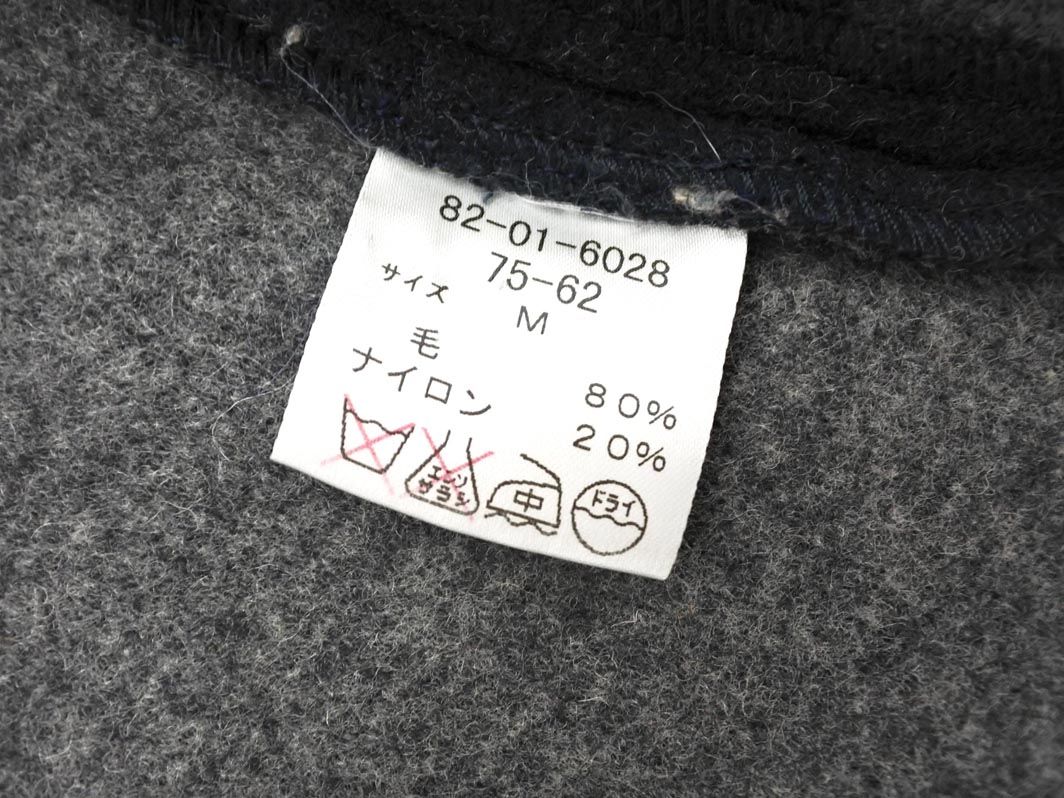 82-01-6028
75-62
サイズ M
毛 80%
ナイロン 20%
エンソ
サラシ
中
ドライ